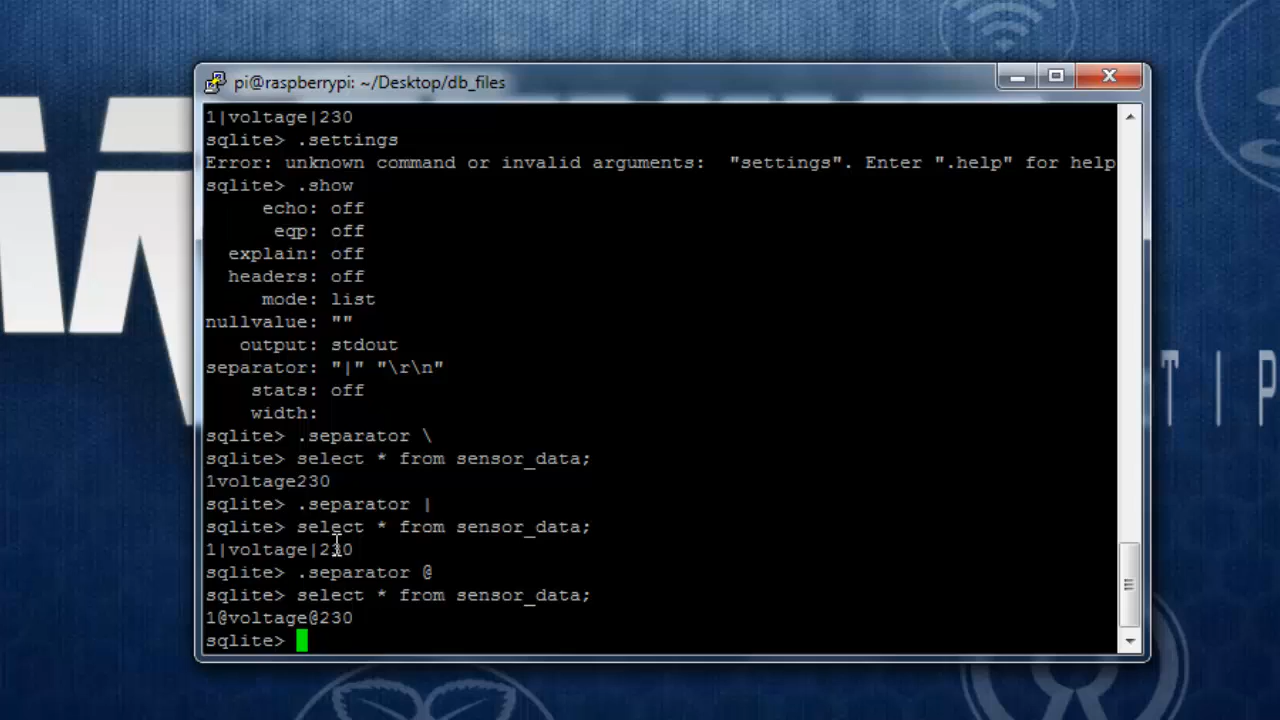 pi@raspberrypi: ~/Desktop/db_files
1|voltage|230
sqlite> .settings
Error: unknown command or invalid arguments:  "settings". Enter ".help" for help
sqlite> .show
echo: off
eqp: off
explain: off
headers: off
mode: list
nullvalue: ""
output: stdout
separator: "|" "\r\n"
stats: off
width:
sqlite> .separator \
sqlite> select * from sensor_data;
1voltage230
sqlite> .separator |
sqlite> select * from sensor_data;
1|voltage|230
sqlite> .separator @
sqlite> select * from sensor_data;
1@voltage@230
sqlite>
T I P